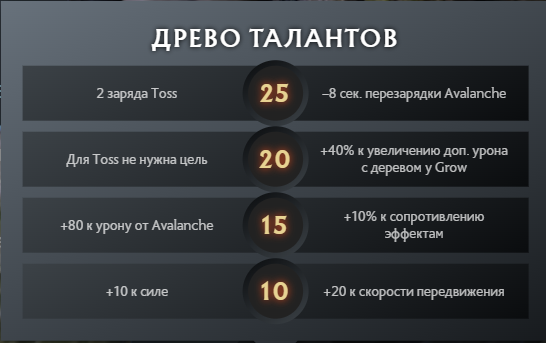 ДРЕВО ТАЛАНТОВ
2 заряда Toss
25
–8 сек. перезарядки Avalanche
Для Toss не нужна цель
20
+40% к увеличению доп. урона
с деревом у Grow
+80 к урону от Avalanche
15
+10% к сопротивлению
эффектам
+10 к силе
10
+20 к скорости передвижения